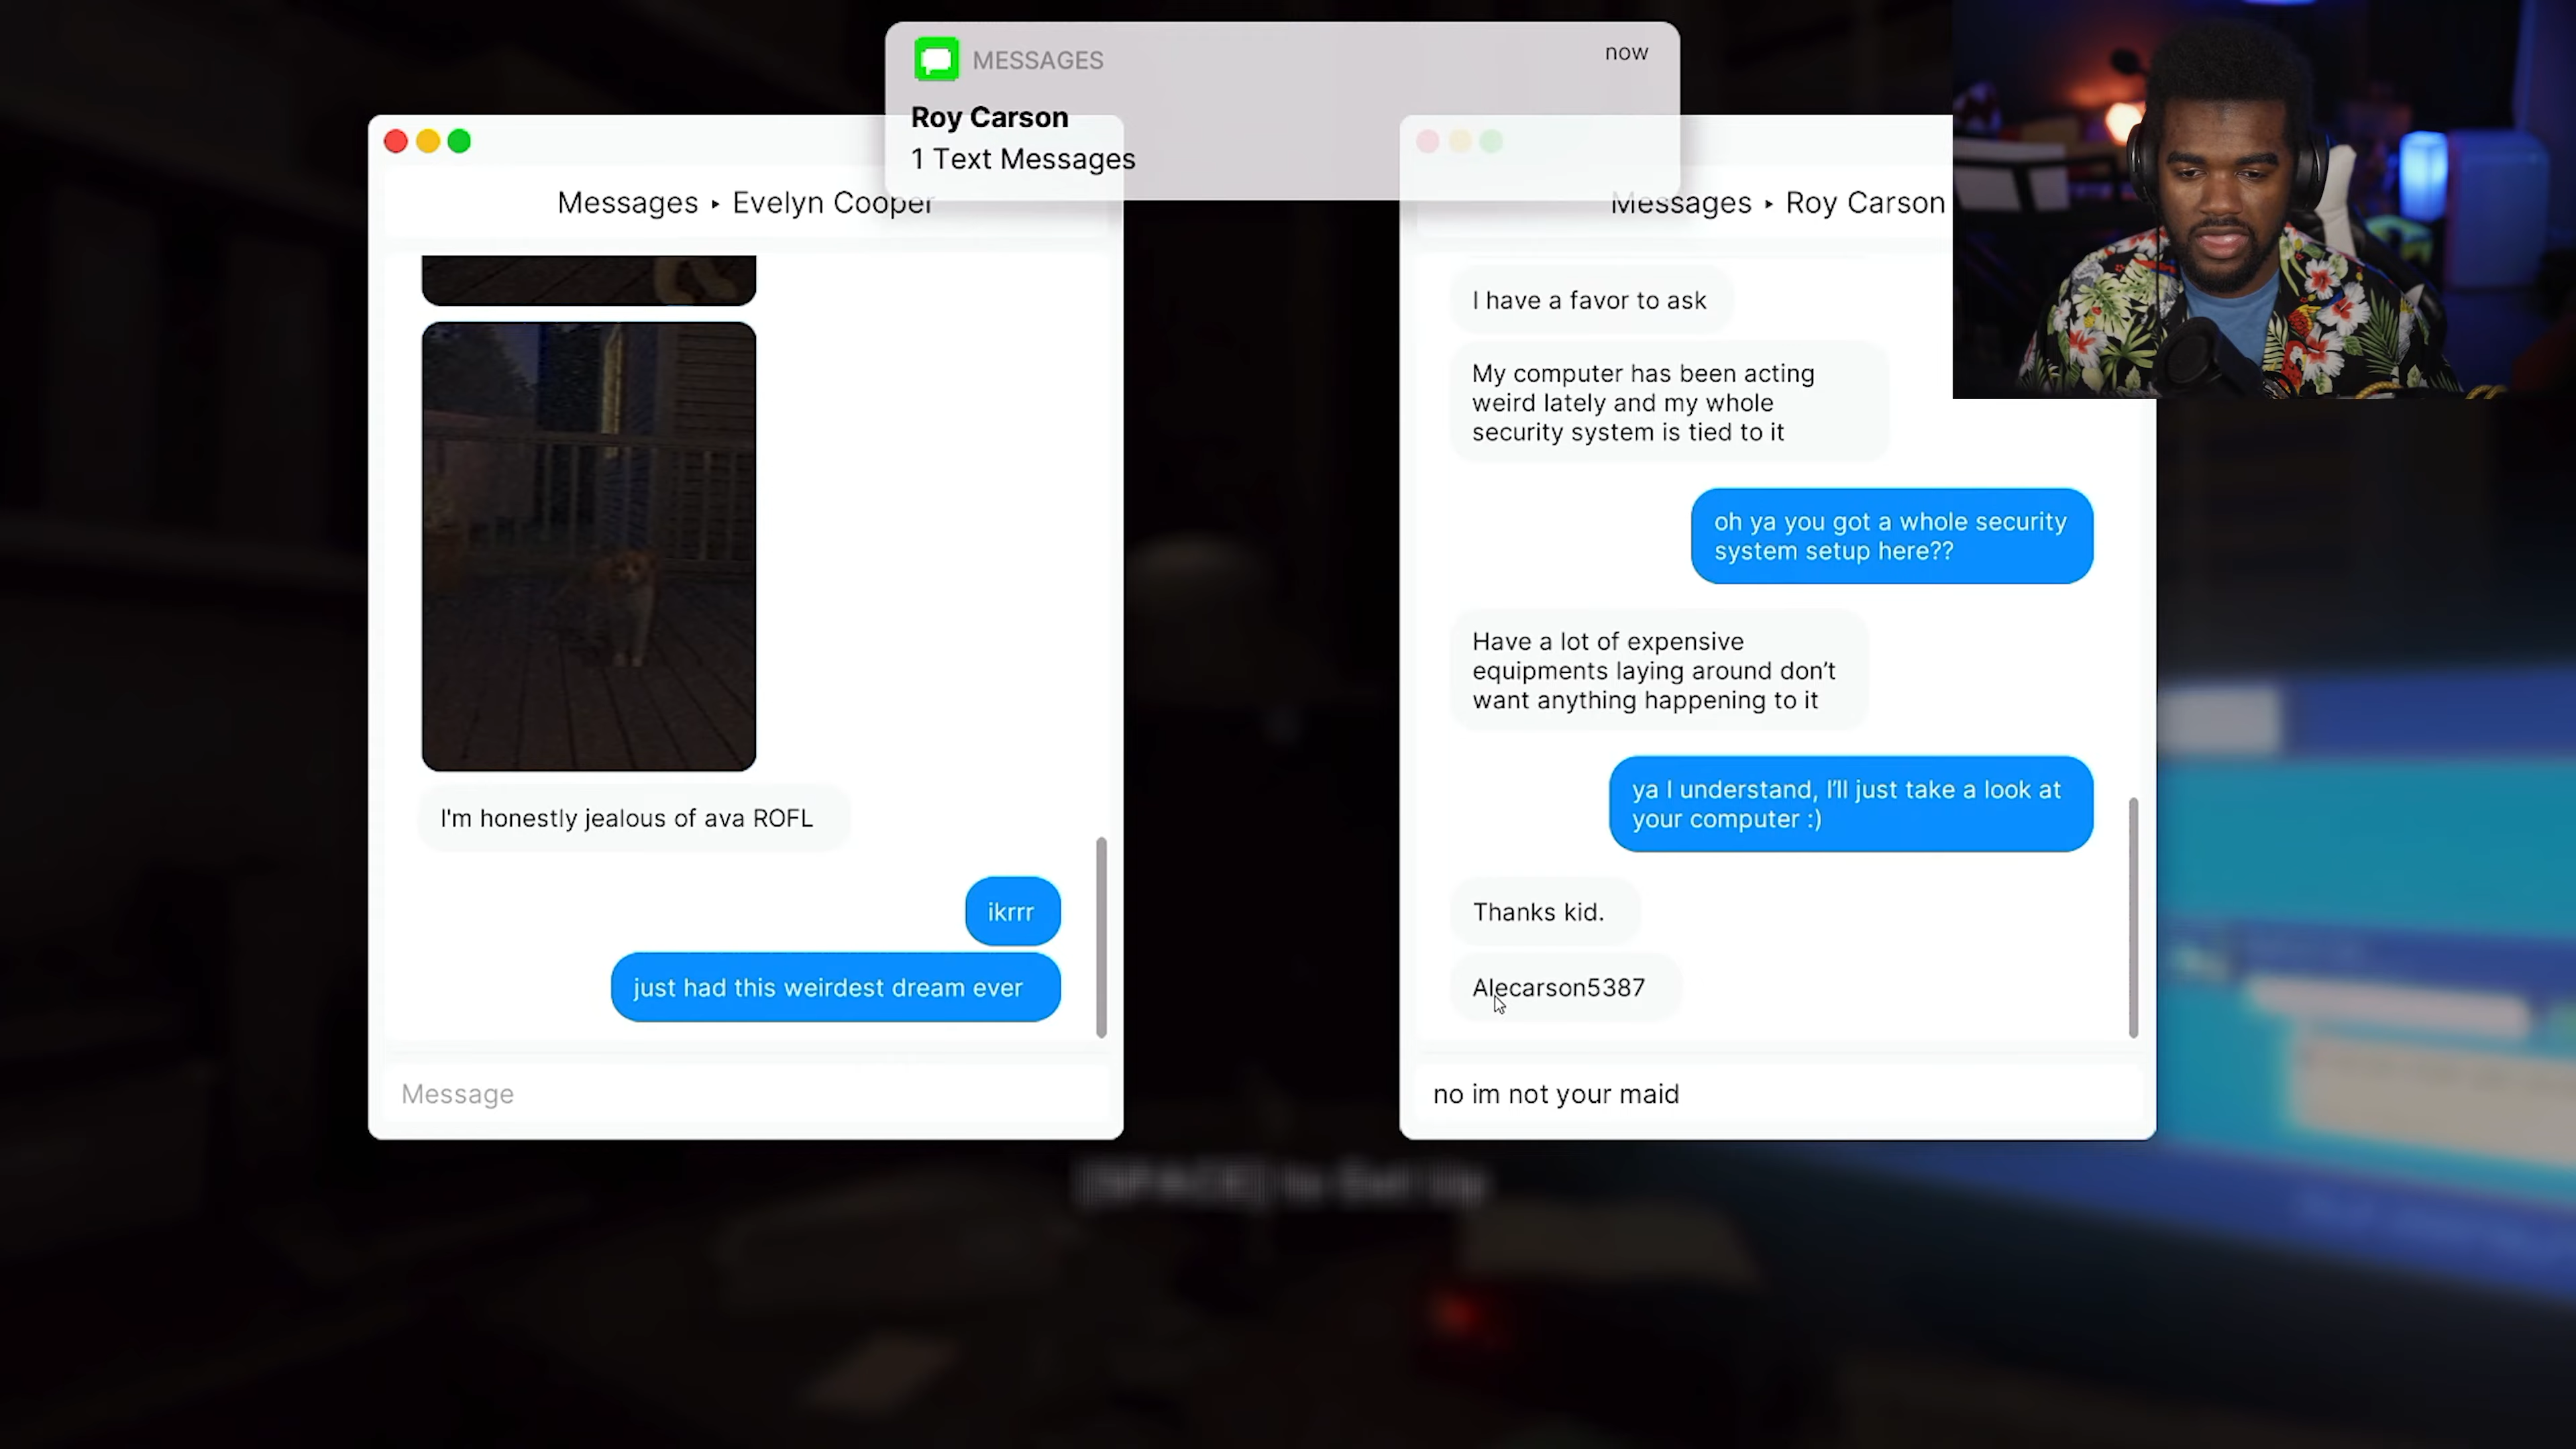 MESSAGES
now
Roy Carson
1 Text Messages
Messages ‣ Evelyn Cooper
I'm honestly jealous of ava ROFL
ikrrr
just had this weirdest dream ever
Message
Messages ‣ Roy Carson
I have a favor to ask
My computer has been acting
weird lately and my whole
security system is tied to it
oh ya you got a whole security
system setup here??
Have a lot of expensive
equipments laying around don’t
want anything happening to it
ya I understand, I’ll just take a look at
your computer :)
Thanks kid.
Alecarson5387
no im not your maid